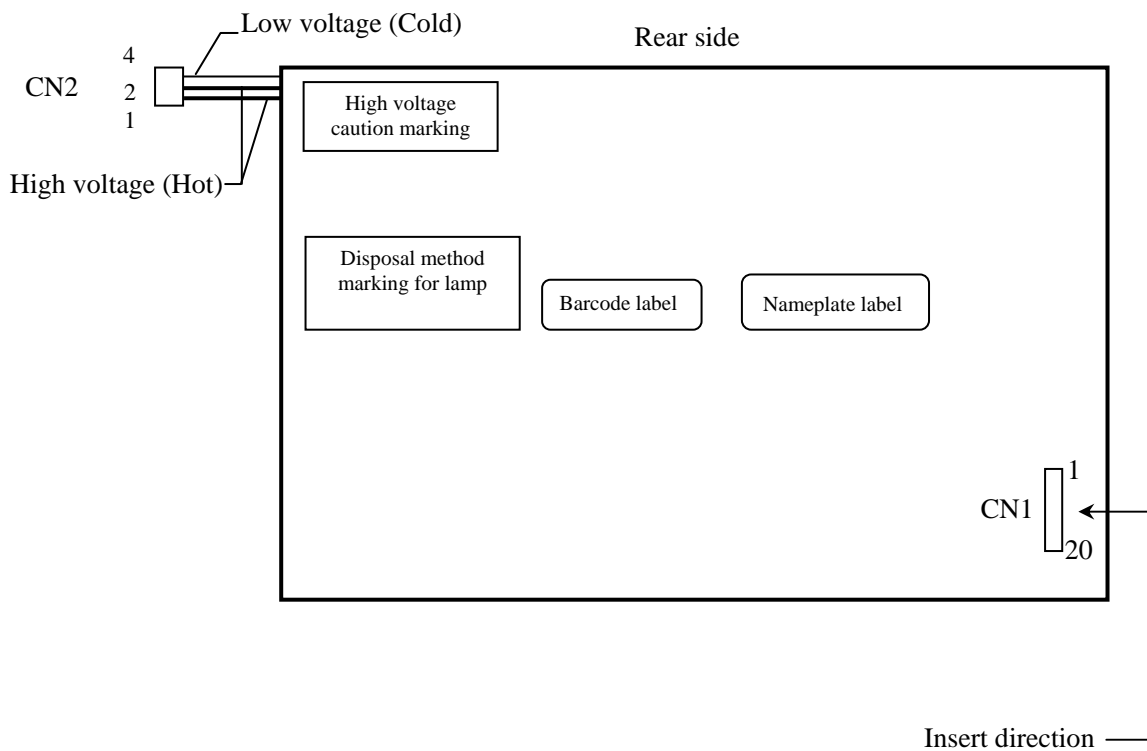 Low voltage (Cold)
Rear side
4
CN2
2
1
High voltage
caution marking
High voltage (Hot)
Disposal method
marking for lamp
Barcode label
Nameplate label
1
CN1
20
Insert direction